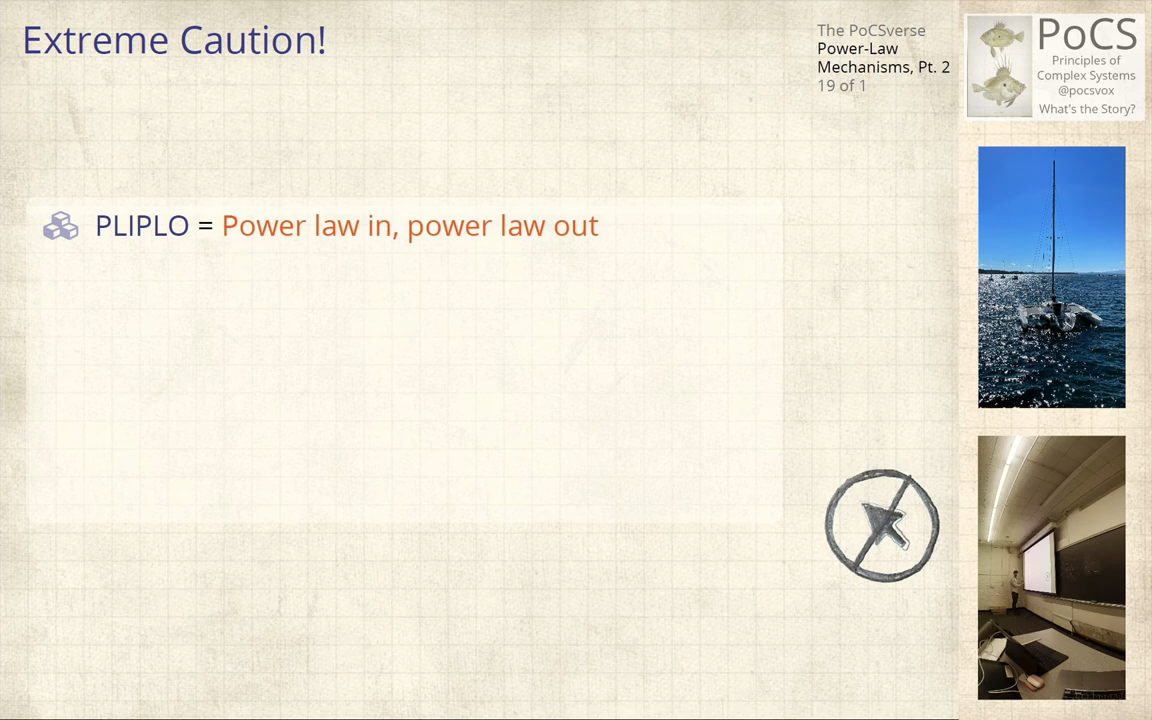 Extreme Caution!
The PoCSverse
Power-Law
Mechanisms, Pt. 2
19 of 1
PoCS
Principles of
Complex Systems
@pocsvox
What's the Story?
PLIPLO = Power law in, power law out